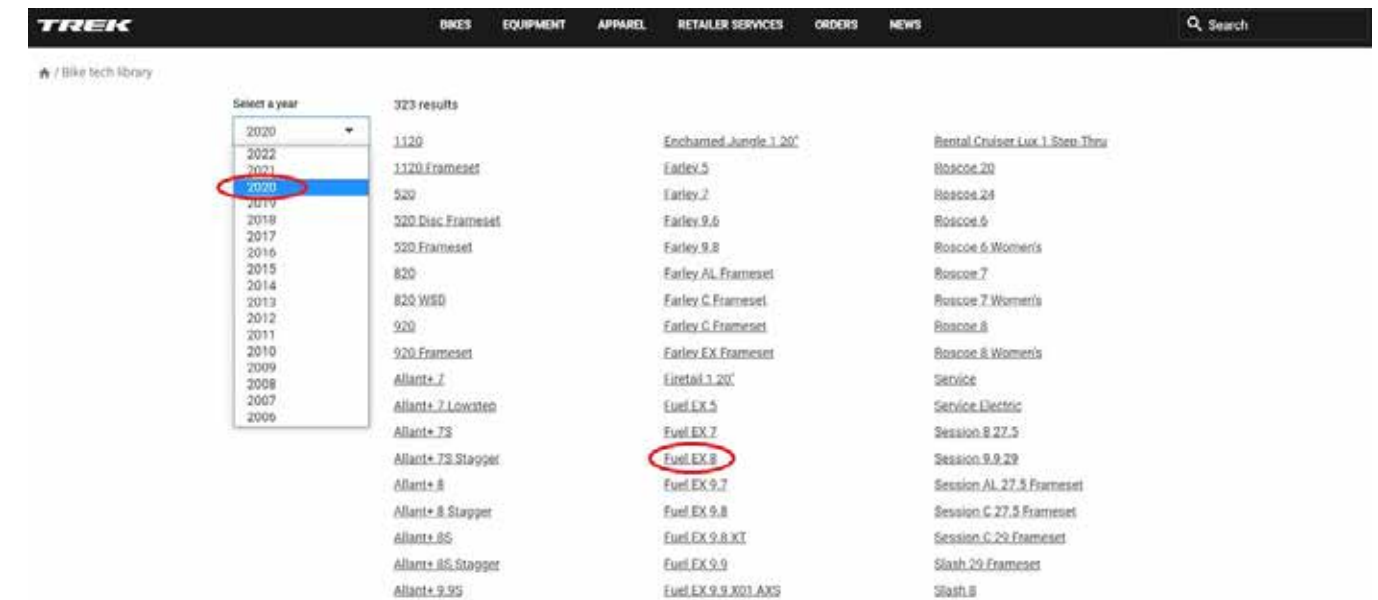 TREK BIKES EQUIPMENT APPAREL RETAILER SERVICES ORDERS NEWS Search
/ Bike tech library
Select a year
2020
2022
2021
2020
2019
2018
2017
2016
2015
2014
2013
2012
2011
2010
2009
2008
2007
2006
323 results
1120
1120 Frameset
520
520 Disc Frameset
520 Frameset
820
820 WSD
920
920 Frameset
Allant+ 7
Allant+ 7 Lowstep
Allant+ 7S
Allant+ 7S Stagger
Allant+ 8
Allant+ 8 Stagger
Allant+ 8S
Allant+ 8S Stagger
Allant+ 9.9S
Enchanted Jungle 1 20"
Farley 5
Farley 7
Farley 9.6
Farley 9.8
Farley AL Frameset
Farley C Frameset
Farley C Frameset
Farley EX Frameset
Firetail 1 20"
Fuel EX 5
Fuel EX 7
Fuel EX 8
Fuel EX 9.7
Fuel EX 9.8
Fuel EX 9.8 XT
Fuel EX 9.9
Fuel EX 9.9 X01 AXS
Rental Cruiser Lux 1 Step Thru
Roscoe 20
Roscoe 24
Roscoe 6
Roscoe 6 Women's
Roscoe 7
Roscoe 7 Women's
Roscoe 8
Roscoe 8 Women's
Service
Service Electric
Session 8 27.5
Session 9.9 29
Session AL 27.5 Frameset
Session C 27.5 Frameset
Session C 29 Frameset
Slash 29 Frameset
Slash 8